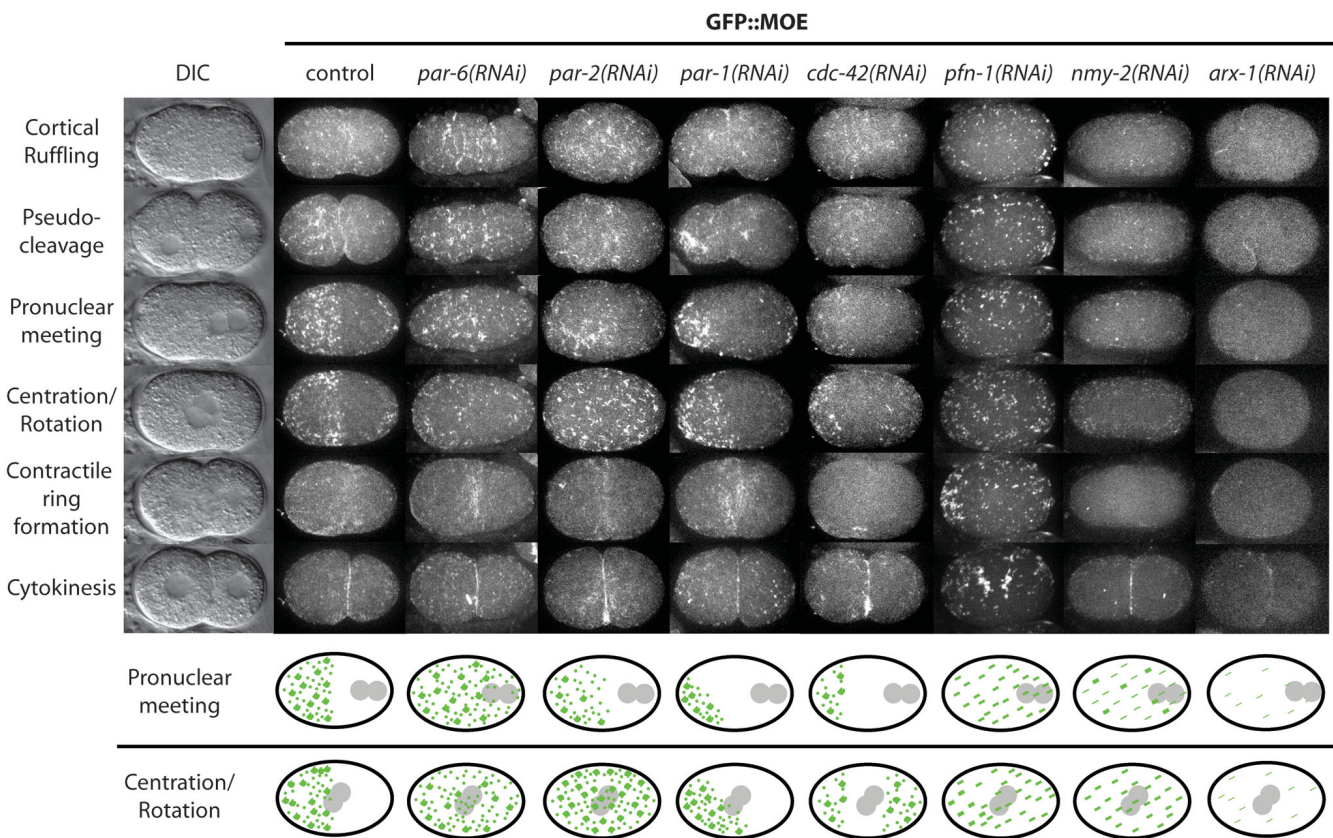 GFP::MOE
DIC control par-6(RNAi) par-2(RNAi) par-1(RNAi) cdc-42(RNAi) pfn-1(RNAi) nmy-2(RNAi) arx-1(RNAi)
Cortical
Ruffling
Pseudo-
cleavage
Pronuclear
meeting
Centration/
Rotation
Contractile
ring
formation
Cytokinesis
Pronuclear
meeting
Centration/
Rotation